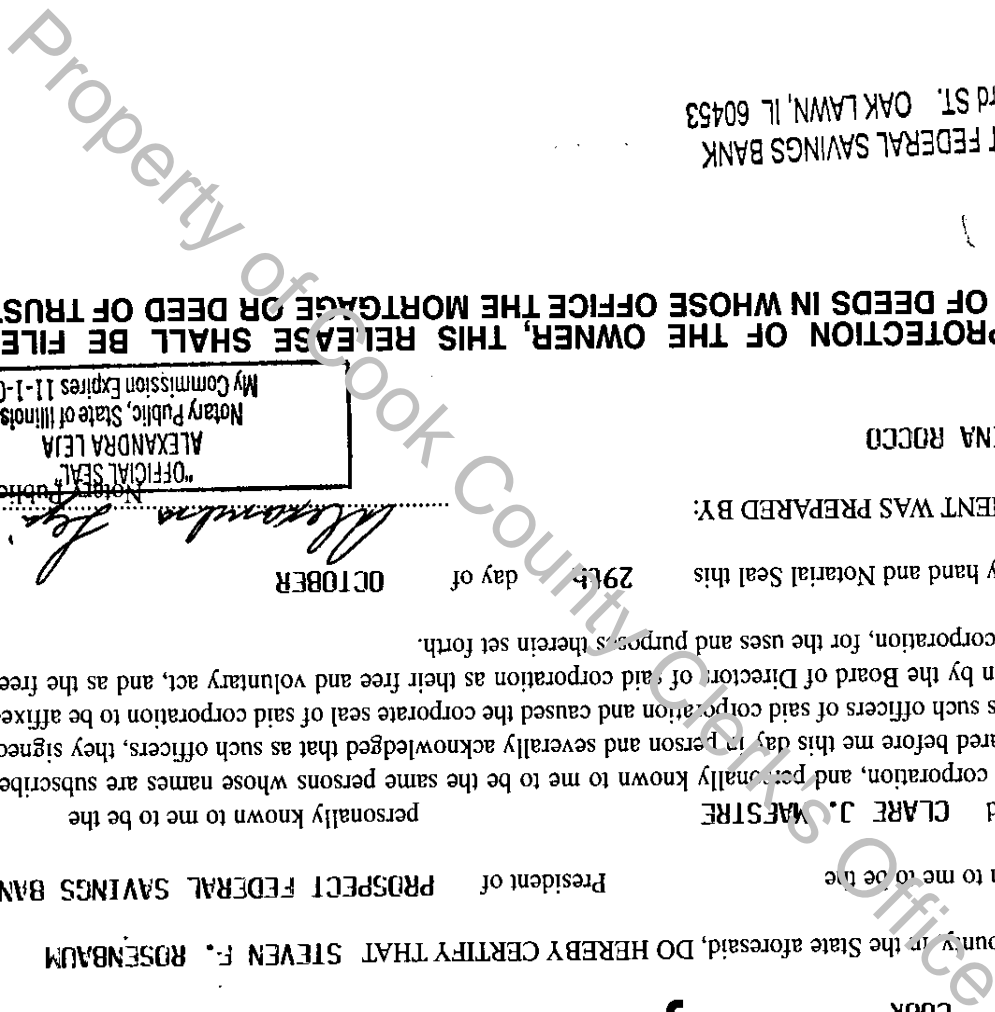 COOK
ounty in the State aforesaid, DO HEREBY CERTIFY THAT STEVEN F. ROSENBAUM
n to me to be the President of PROSPECT FEDERAL SAVINGS BAN
d CLARE J. MAESTRE personally known to me to be the
corporation, and personally known to me to be the same persons whose names are subscribe
ared before me this day in person and severally acknowledged that as such officers, they signed
s such officers of said corporation and caused the corporate seal of said corporation to be affixe
n by the Board of Directors of said corporation as their free and voluntary act, and as the free
corporation, for the uses and purposes therein set forth.
y hand and Notarial Seal this 29th day of OCTOBER
Alexandra Leja
IENT WAS PREPARED BY:
Notary Public
ENA ROCCO
"OFFICIAL SEAL"
ALEXANDRA LEJA
Notary Public, State of Illinois
My Commission Expires 11-1-0
PROTECTION OF THE OWNER, THIS RELEASE SHALL BE FILE
OF DEEDS IN WHOSE OFFICE THE MORTGAGE OR DEED OF TRUST
T FEDERAL SAVINGS BANK
rd ST. OAK LAWN, IL 60453
Property of Cook County Clerk's Office